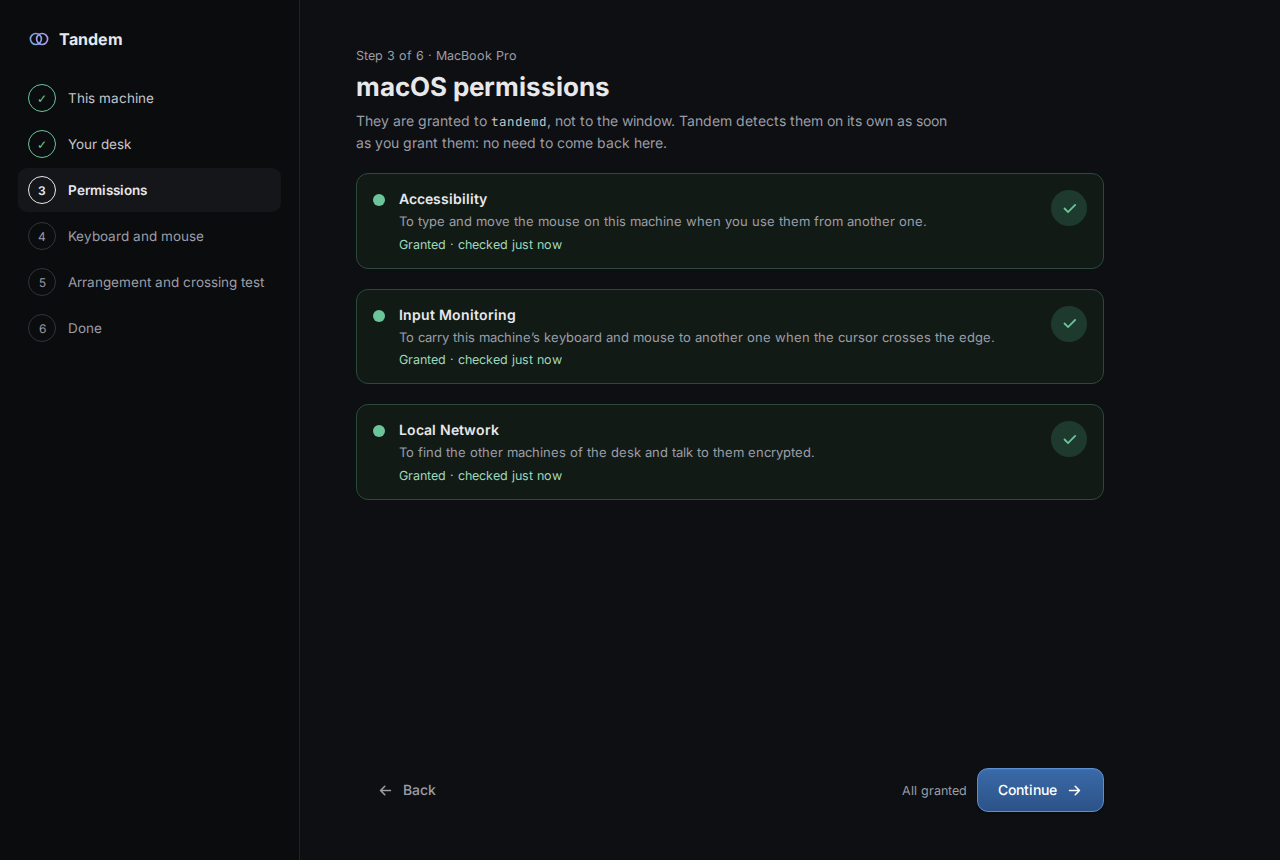 Tandem
✓ This machine
✓ Your desk
3 Permissions
4 Keyboard and mouse
5 Arrangement and crossing test
6 Done
Step 3 of 6 · MacBook Pro
macOS permissions
They are granted to tandemd, not to the window. Tandem detects them on its own as soon
as you grant them: no need to come back here.
Accessibility
To type and move the mouse on this machine when you use them from another one.
Granted · checked just now
Input Monitoring
To carry this machine’s keyboard and mouse to another one when the cursor crosses the edge.
Granted · checked just now
Local Network
To find the other machines of the desk and talk to them encrypted.
Granted · checked just now
← Back
All granted
Continue →